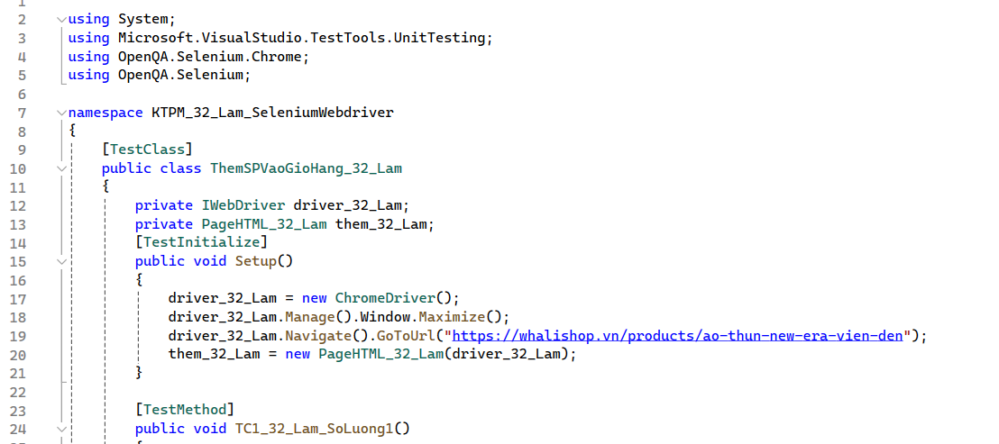 1
2 using System;
3 using Microsoft.VisualStudio.TestTools.UnitTesting;
4 using OpenQA.Selenium.Chrome;
5 using OpenQA.Selenium;
6
7 namespace KTPM_32_Lam_SeleniumWebdriver
8 {
9 [TestClass]
10 public class ThemSPVaoGioHang_32_Lam
11 {
12 private IWebDriver driver_32_Lam;
13 private PageHTML_32_Lam them_32_Lam;
14 [TestInitialize]
15 public void Setup()
16 {
17 driver_32_Lam = new ChromeDriver();
18 driver_32_Lam.Manage().Window.Maximize();
19 driver_32_Lam.Navigate().GoToUrl("https://whalishop.vn/products/ao-thun-new-era-vien-den");
20 them_32_Lam = new PageHTML_32_Lam(driver_32_Lam);
21 }
22
23 [TestMethod]
24 public void TC1_32_Lam_SoLuong1()